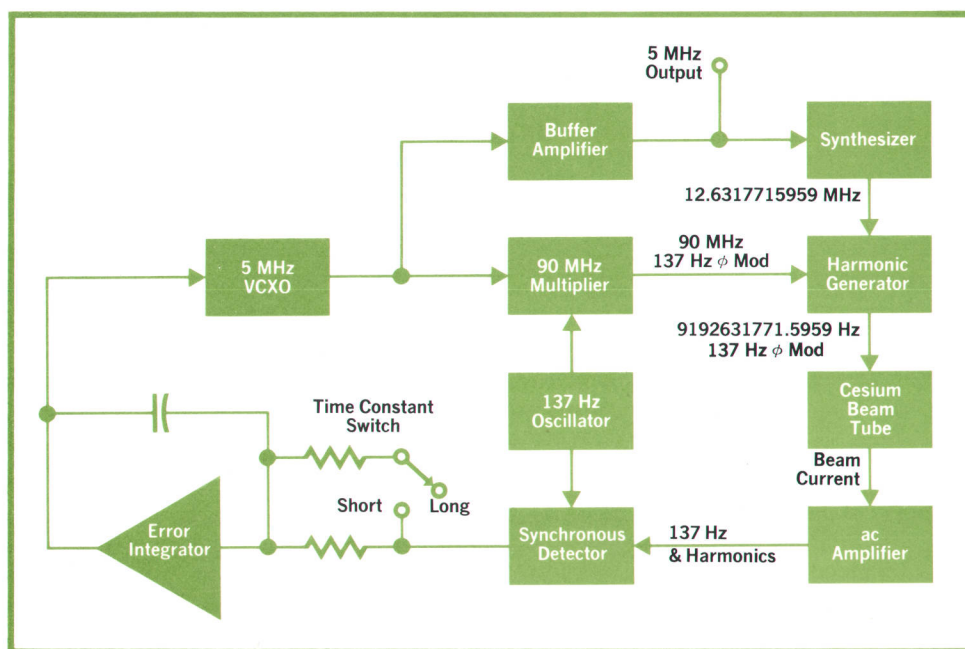 5 MHz
Output
Buffer
Amplifier
Synthesizer
12.6317715959 MHz
5 MHz
VCXO
90 MHz
Multiplier
90 MHz
137 Hz ϕ Mod
Harmonic
Generator
9192631771.5959 Hz
137 Hz ϕ Mod
137 Hz
Oscillator
Cesium
Beam
Tube
Time Constant
Switch
Beam
Current
Short
Long
Error
Integrator
Synchronous
Detector
137 Hz
& Harmonics
ac
Amplifier